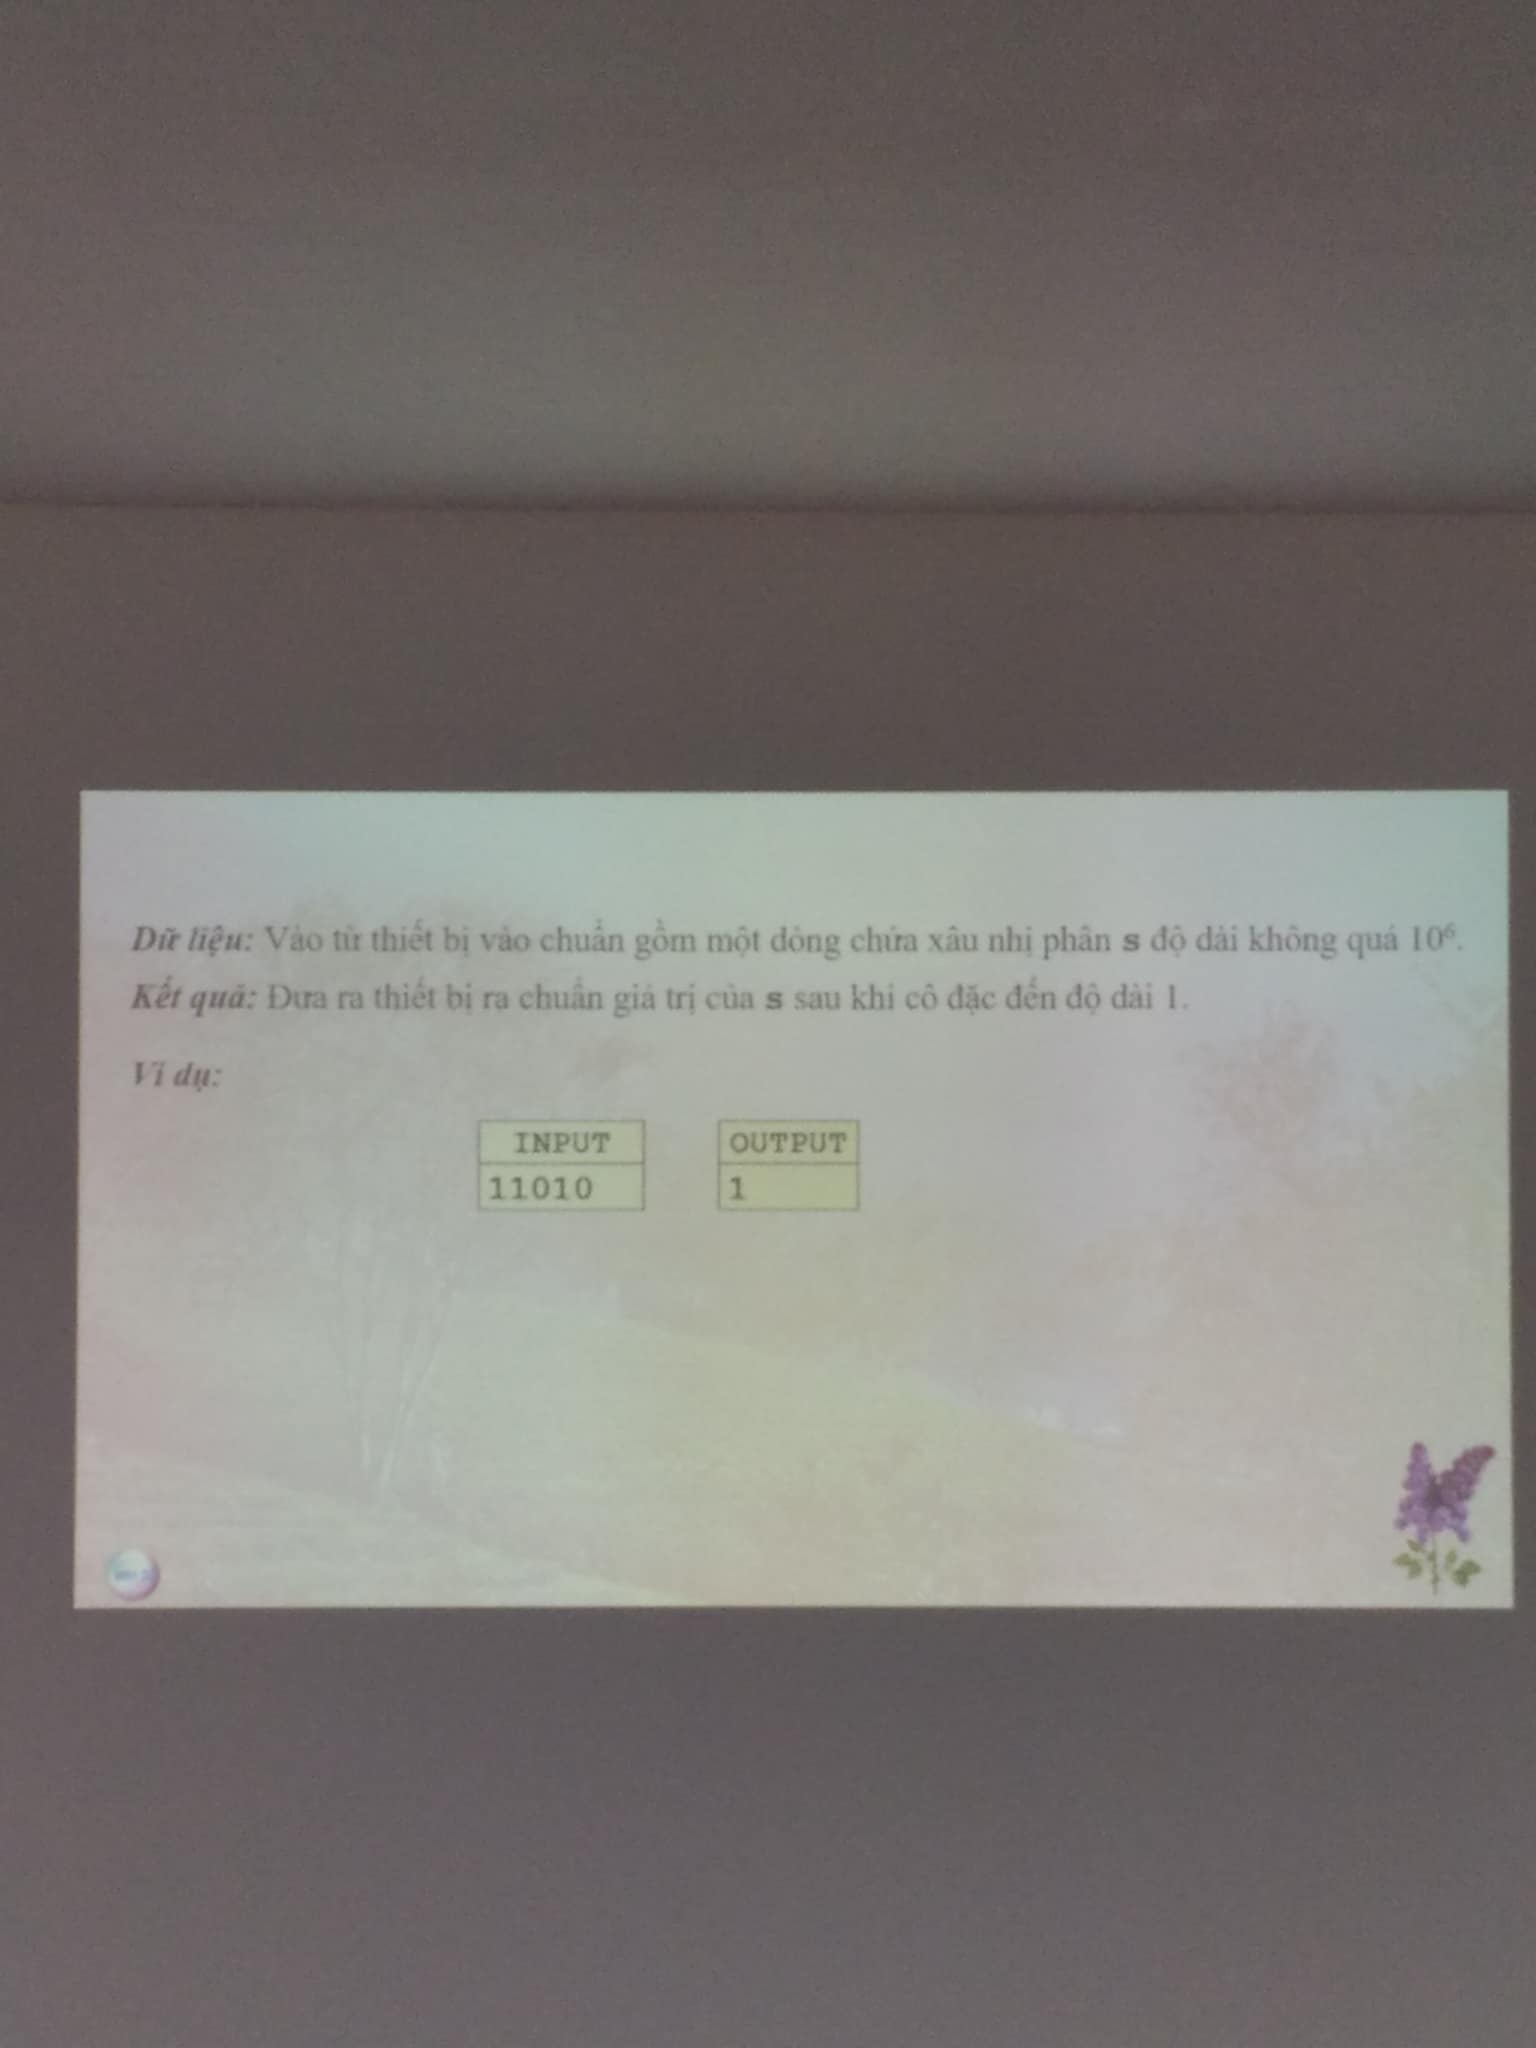 Dữ liệu: Vào từ thiết bị vào chuẩn gồm một dòng chứa xâu nhị phân s độ dài không quá 10⁶.
Kết quả: Đưa ra thiết bị ra chuẩn giá trị của s sau khi cô đặc đến độ dài 1.
Ví dụ:
INPUT OUTPUT
11010 1